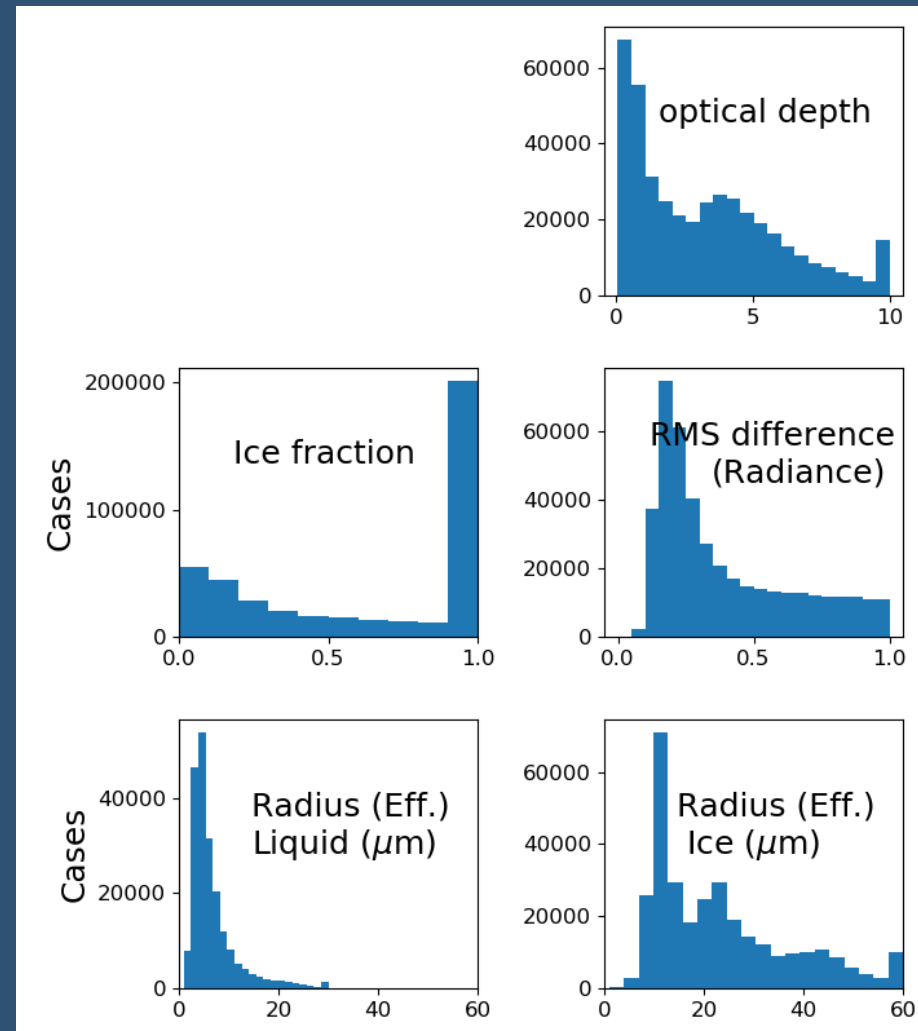 60000
optical depth
40000
20000
0
0 5 10
200000
Ice fraction
100000
Cases
0
0.0 0.5 1.0
60000
RMS difference
(Radiance)
40000
20000
0
0.0 0.5 1.0
40000
Radius (Eff.)
Liquid (μm)
Cases
20000
0
0 20 40 60
60000
Radius (Eff.)
Ice (μm)
40000
20000
0
0 20 40 60